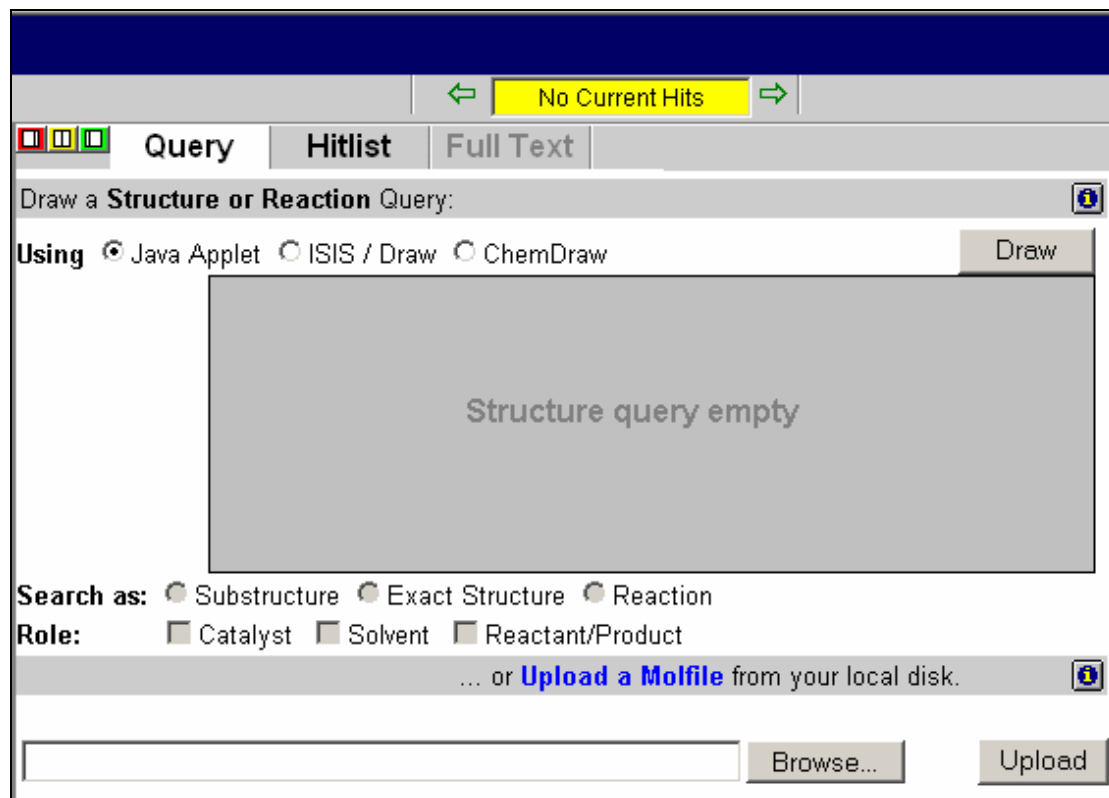 No Current Hits
Query Hitlist Full Text
Draw a Structure or Reaction Query:
Using Java Applet ISIS / Draw ChemDraw Draw
Structure query empty
Search as: Substructure Exact Structure Reaction
Role: Catalyst Solvent Reactant/Product
... or Upload a Molfile from your local disk.
Browse... Upload